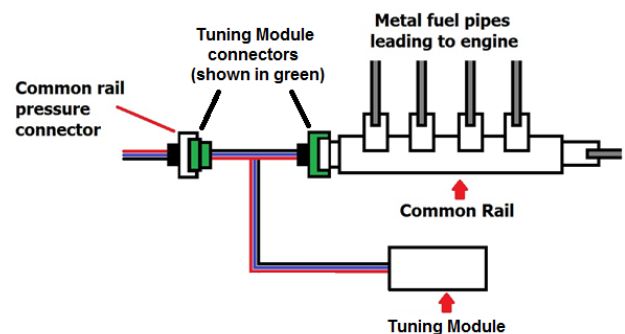 Tuning Module
connectors
(shown in green)
Metal fuel pipes
leading to engine
Common rail
pressure
connector
Common Rail
Tuning Module